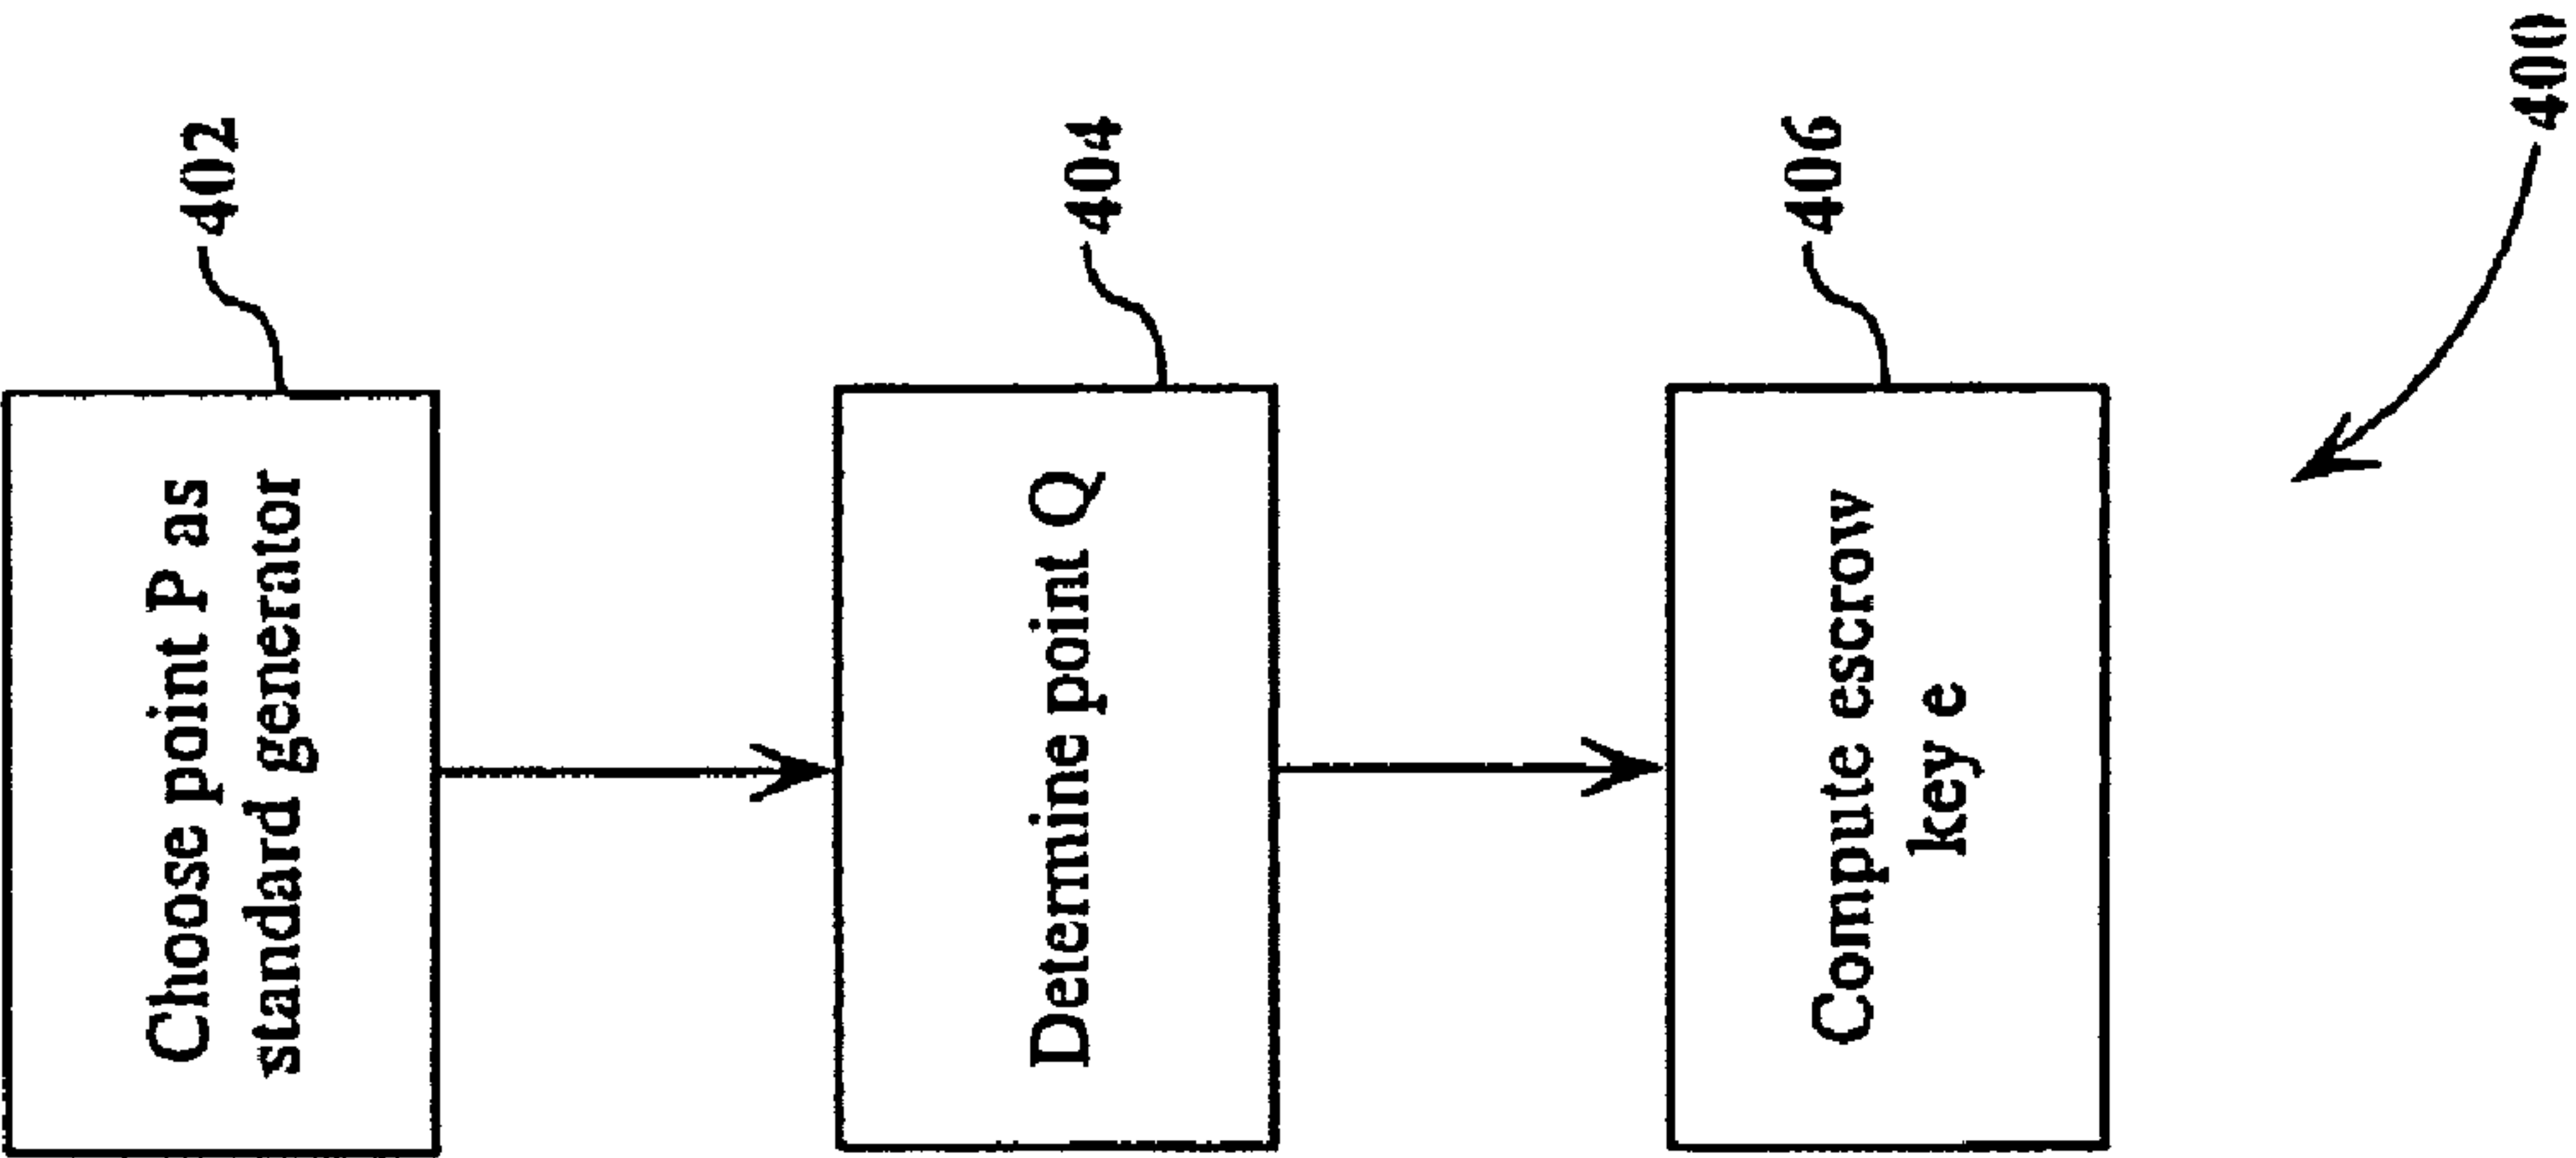 Choose point P as
standard generator
402
Determine point Q
404
Compute escrow
key e
406
400